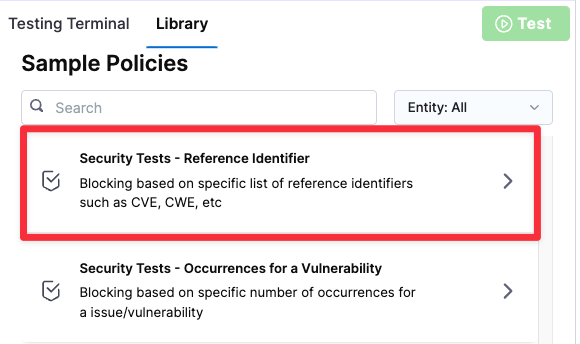 Testing Terminal Library Test
Sample Policies
Search Entity: All
Security Tests - Reference Identifier
Blocking based on specific list of reference identifiers
such as CVE, CWE, etc
Security Tests - Occurrences for a Vulnerability
Blocking based on specific number of occurrences for
a issue/vulnerability